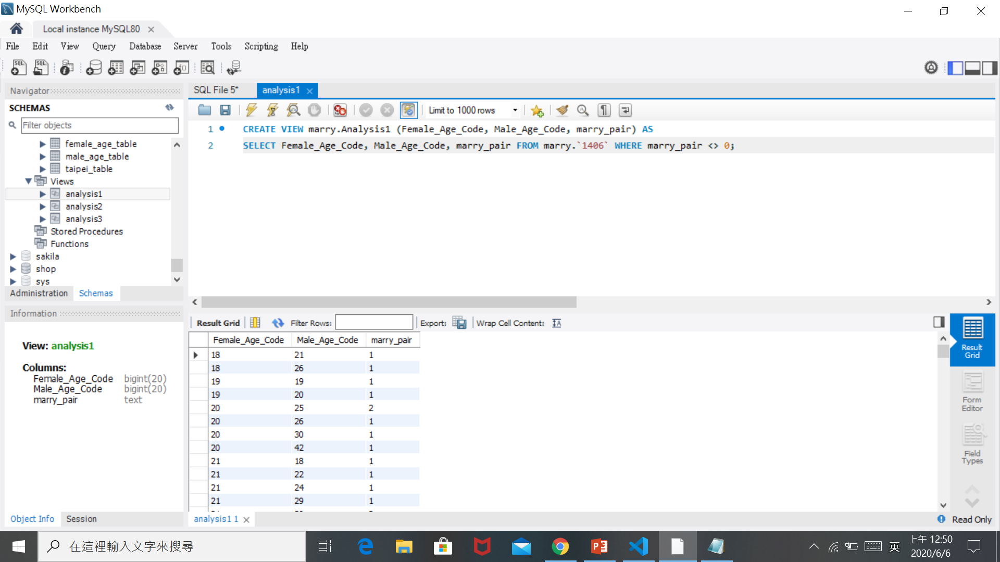 MySQL Workbench
Local instance MySQL80
File Edit View Query Database Server Tools Scripting Help
Navigator
SCHEMAS
Filter objects
female_age_table
male_age_table
taipei_table
Views
analysis1
analysis2
analysis3
Stored Procedures
Functions
sakila
shop
sys
Administration Schemas
Information
View: analysis1
Columns:
Female_Age_Code bigint(20)
Male_Age_Code bigint(20)
marry_pair text
Object Info Session
SQL File 5* analysis1
Limit to 1000 rows
1 CREATE VIEW marry.Analysis1 (Female_Age_Code, Male_Age_Code, marry_pair) AS
2 SELECT Female_Age_Code, Male_Age_Code, marry_pair FROM marry.`1406` WHERE marry_pair <> 0;
Result Grid Filter Rows: Export: Wrap Cell Content:
Female_Age_Code Male_Age_Code marry_pair
18 21 1
18 26 1
19 19 1
19 20 1
20 25 2
20 26 1
20 30 1
20 42 1
21 18 1
21 22 1
21 24 1
21 29 1
Result
Grid
Form
Editor
Field
Types
analysis1 1
Read Only
在這裡輸入文字來搜尋
英
上午 12:50
2020/6/6